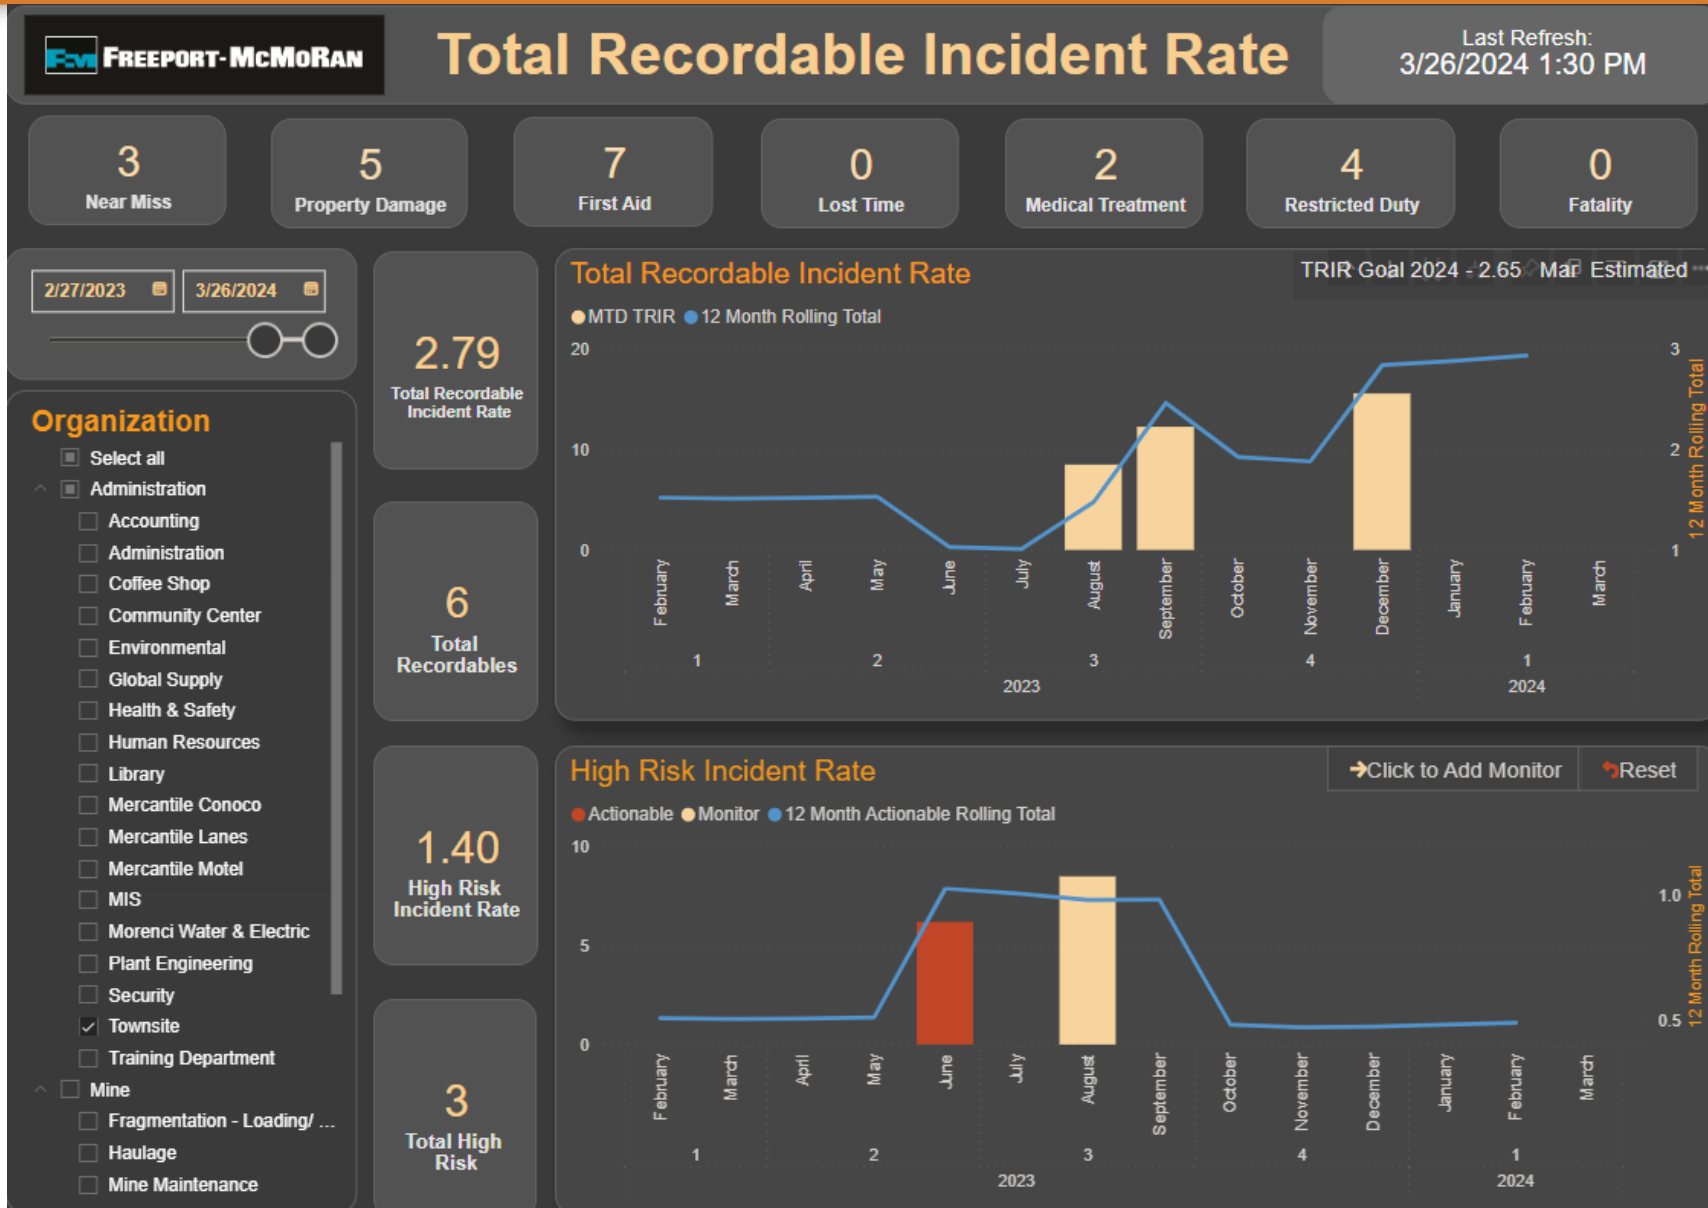 FREEPORT-MCMORAN
Total Recordable Incident Rate
Last Refresh:
3/26/2024 1:30 PM
3
Near Miss
5
Property Damage
7
First Aid
0
Lost Time
2
Medical Treatment
4
Restricted Duty
0
Fatality
2/27/2023
3/26/2024
Organization
Select all
Administration
Accounting
Administration
Coffee Shop
Community Center
Environmental
Global Supply
Health & Safety
Human Resources
Library
Mercantile Conoco
Mercantile Lanes
Mercantile Motel
MIS
Morenci Water & Electric
Plant Engineering
Security
Townsite
Training Department
Mine
Fragmentation - Loading/ ...
Haulage
Mine Maintenance
2.79
Total Recordable
Incident Rate
6
Total
Recordables
1.40
High Risk
Incident Rate
3
Total High
Risk
Total Recordable Incident Rate
TRIR Goal 2024 - 2.65 Mar Estimated
MTD TRIR 12 Month Rolling Total
20
10
0
3
2
1
12 Month Rolling Total
February
March
April
May
June
July
August
September
October
November
December
January
February
March
1 2 3 4 1
2023 2024
High Risk Incident Rate
Click to Add Monitor
Reset
Actionable Monitor 12 Month Actionable Rolling Total
10
5
0
1.0
0.5
12 Month Rolling Total
February
March
April
May
June
July
August
September
October
November
December
January
February
March
1 2 3 4 1
2023 2024